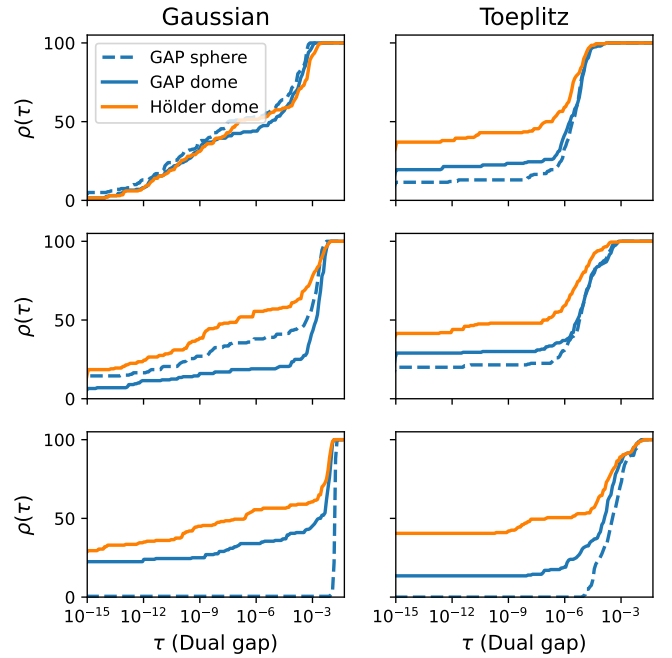 Gaussian Toeplitz
100
50
0
ρ(τ)
GAP sphere
GAP dome
Hölder dome
100
50
0
ρ(τ)
100
50
0
ρ(τ)
10⁻¹⁵ 10⁻¹² 10⁻⁹ 10⁻⁶ 10⁻³ 10⁻¹⁵ 10⁻¹² 10⁻⁹ 10⁻⁶ 10⁻³
τ (Dual gap) τ (Dual gap)